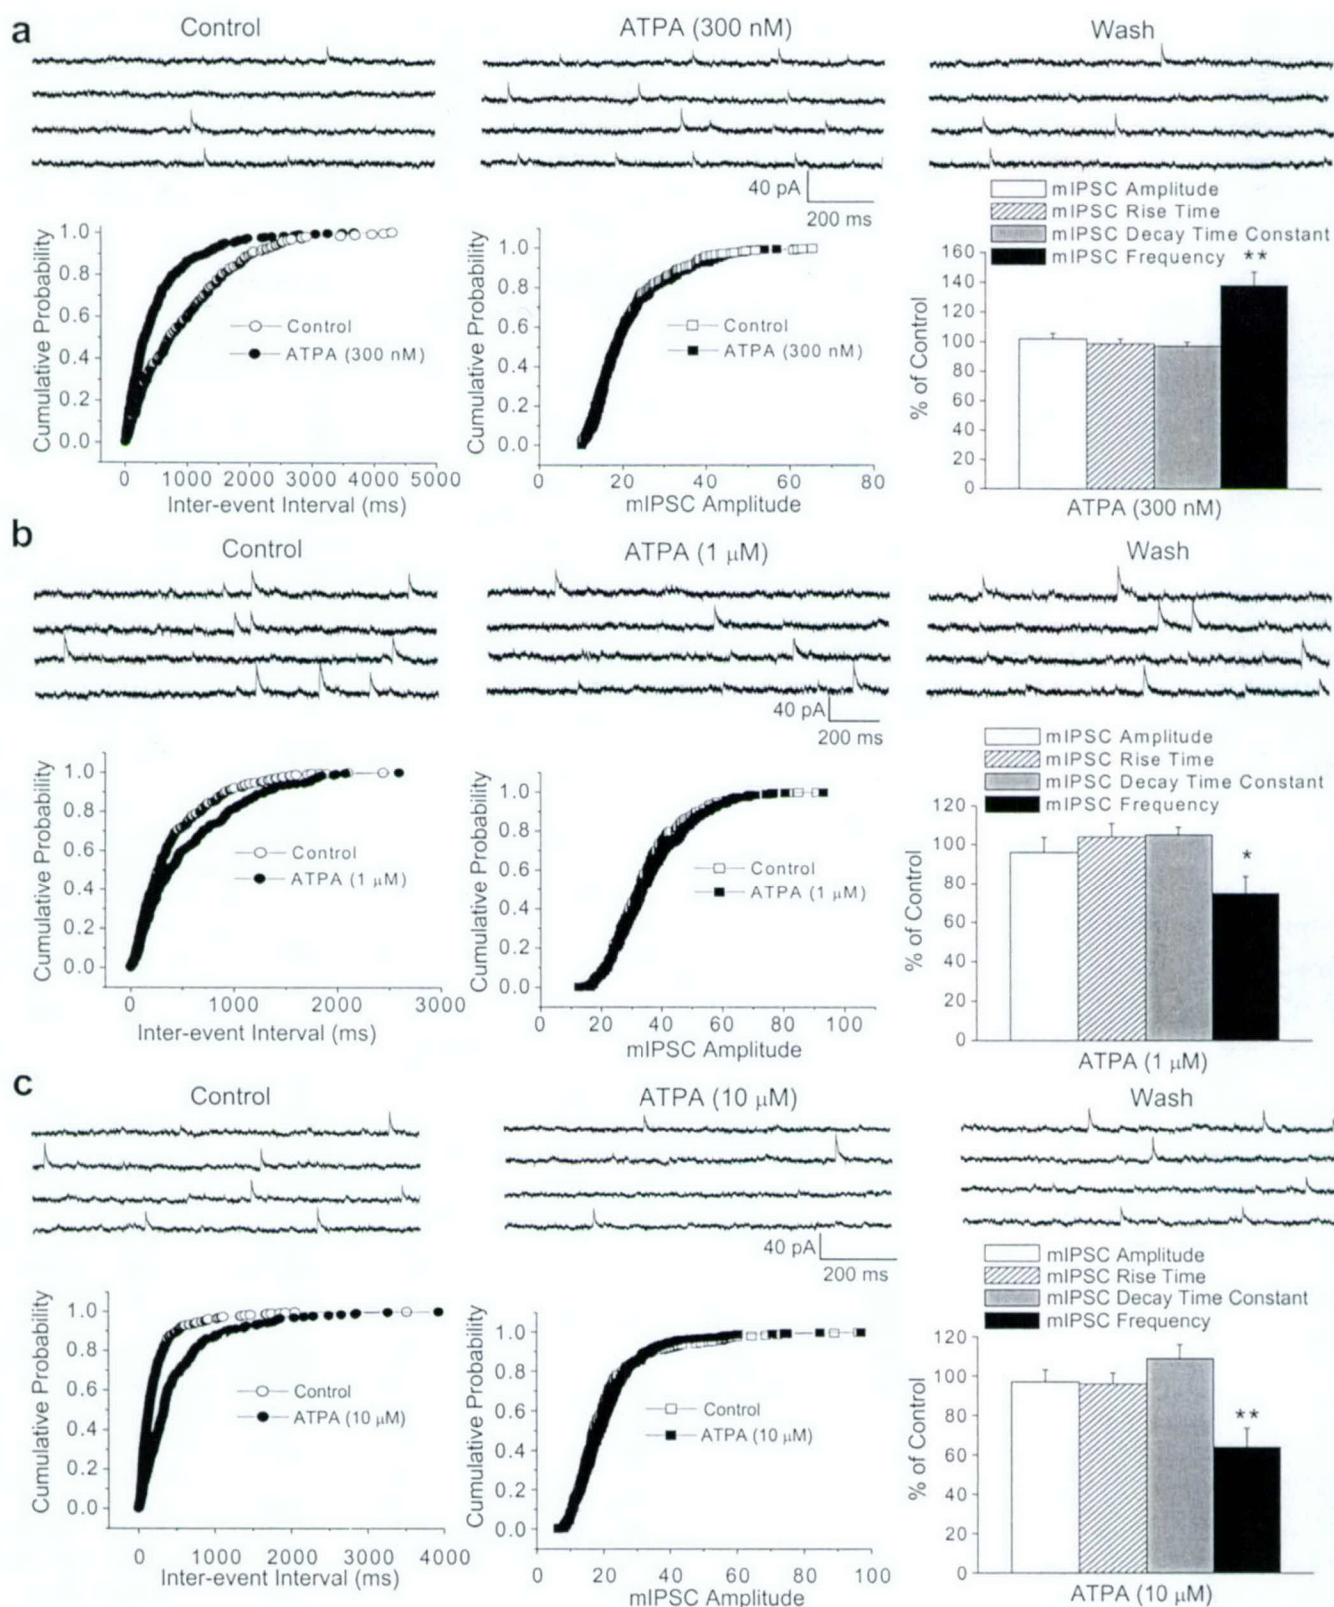 a
Control
ATPA (300 nM)
Wash
40 pA
200 ms
mIPSC Amplitude
mIPSC Rise Time
mIPSC Decay Time Constant
mIPSC Frequency
Cumulative Probability
1.0
0.8
0.6
0.4
0.2
0.0
Control
ATPA (300 nM)
0 1000 2000 3000 4000 5000
Inter-event Interval (ms)
Cumulative Probability
1.0
0.8
0.6
0.4
0.2
0.0
Control
ATPA (300 nM)
0 20 40 60 80
mIPSC Amplitude
% of Control
160
140
120
100
80
60
40
20
0
**
ATPA (300 nM)
b
Control
ATPA (1 μM)
Wash
40 pA
200 ms
mIPSC Amplitude
mIPSC Rise Time
mIPSC Decay Time Constant
mIPSC Frequency
Cumulative Probability
1.0
0.8
0.6
0.4
0.2
0.0
Control
ATPA (1 μM)
0 1000 2000 3000
Inter-event Interval (ms)
Cumulative Probability
1.0
0.8
0.6
0.4
0.2
0.0
Control
ATPA (1 μM)
0 20 40 60 80 100
mIPSC Amplitude
% of Control
120
100
80
60
40
20
0
*
ATPA (1 μM)
c
Control
ATPA (10 μM)
Wash
40 pA
200 ms
mIPSC Amplitude
mIPSC Rise Time
mIPSC Decay Time Constant
mIPSC Frequency
Cumulative Probability
1.0
0.8
0.6
0.4
0.2
0.0
Control
ATPA (10 μM)
0 1000 2000 3000 4000
Inter-event Interval (ms)
Cumulative Probability
1.0
0.8
0.6
0.4
0.2
0.0
Control
ATPA (10 μM)
0 20 40 60 80 100
mIPSC Amplitude
% of Control
120
100
80
60
40
20
0
**
ATPA (10 μM)